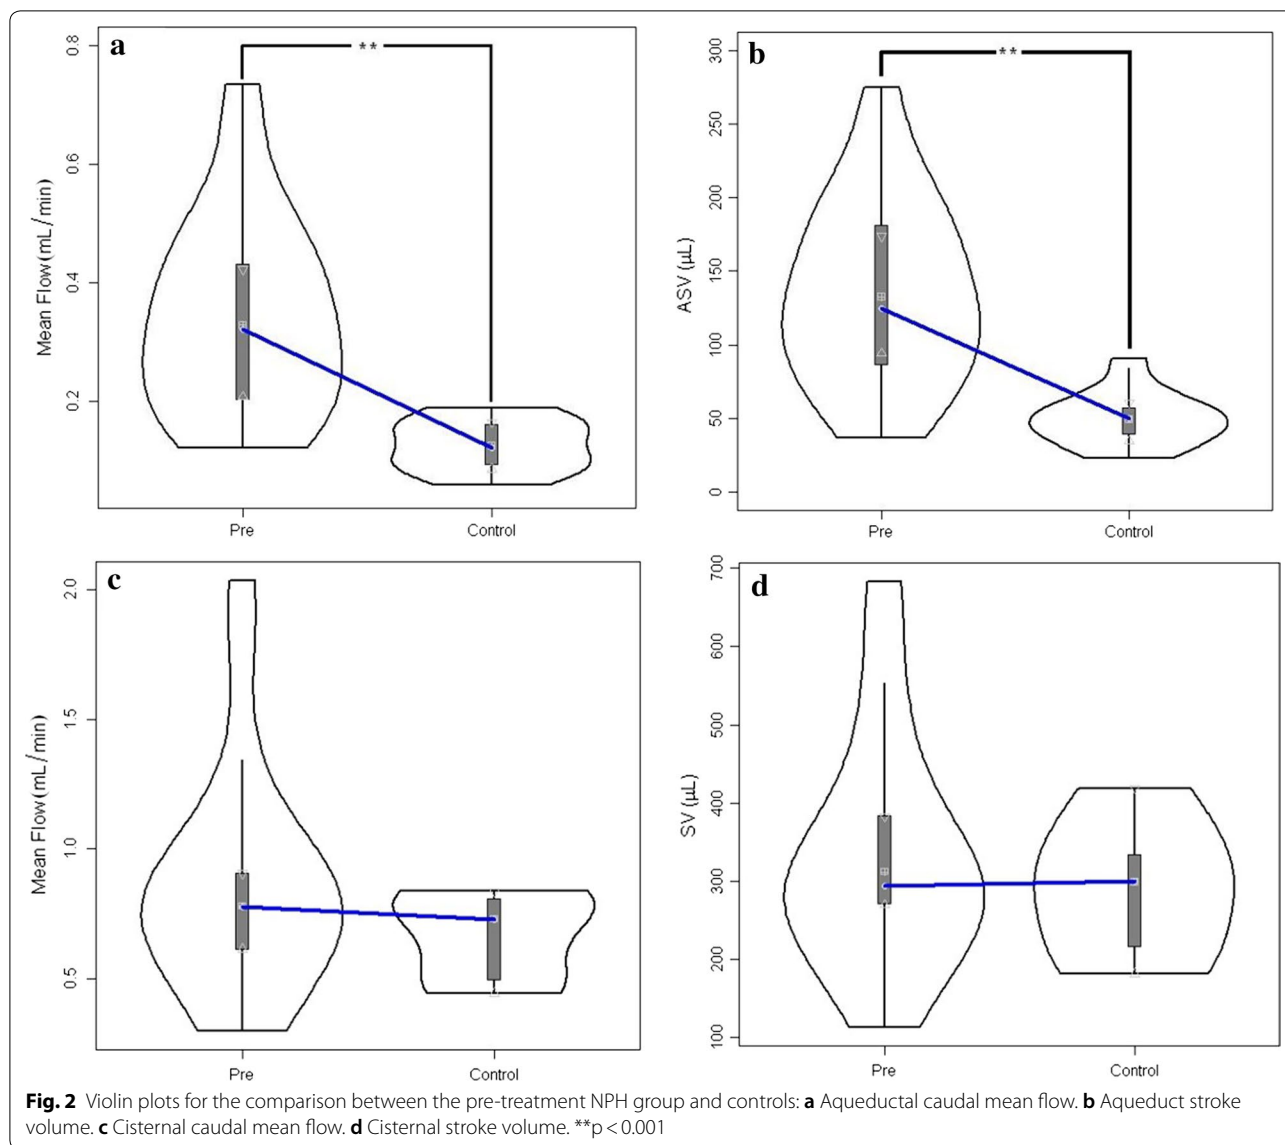 a
**
0.8
0.6
0.4
0.2
Mean Flow(mL/min)
Pre Control
b
**
300
250
200
150
100
50
0
ASV (µL)
Pre Control
c
2.0
1.5
1.0
0.5
Mean Flow(mL/min)
Pre Control
d
700
600
500
400
300
200
100
SV (µL)
Pre Control
Fig. 2 Violin plots for the comparison between the pre-treatment NPH group and controls: a Aqueductal caudal mean flow. b Aqueduct stroke
volume. c Cisternal caudal mean flow. d Cisternal stroke volume. **p < 0.001